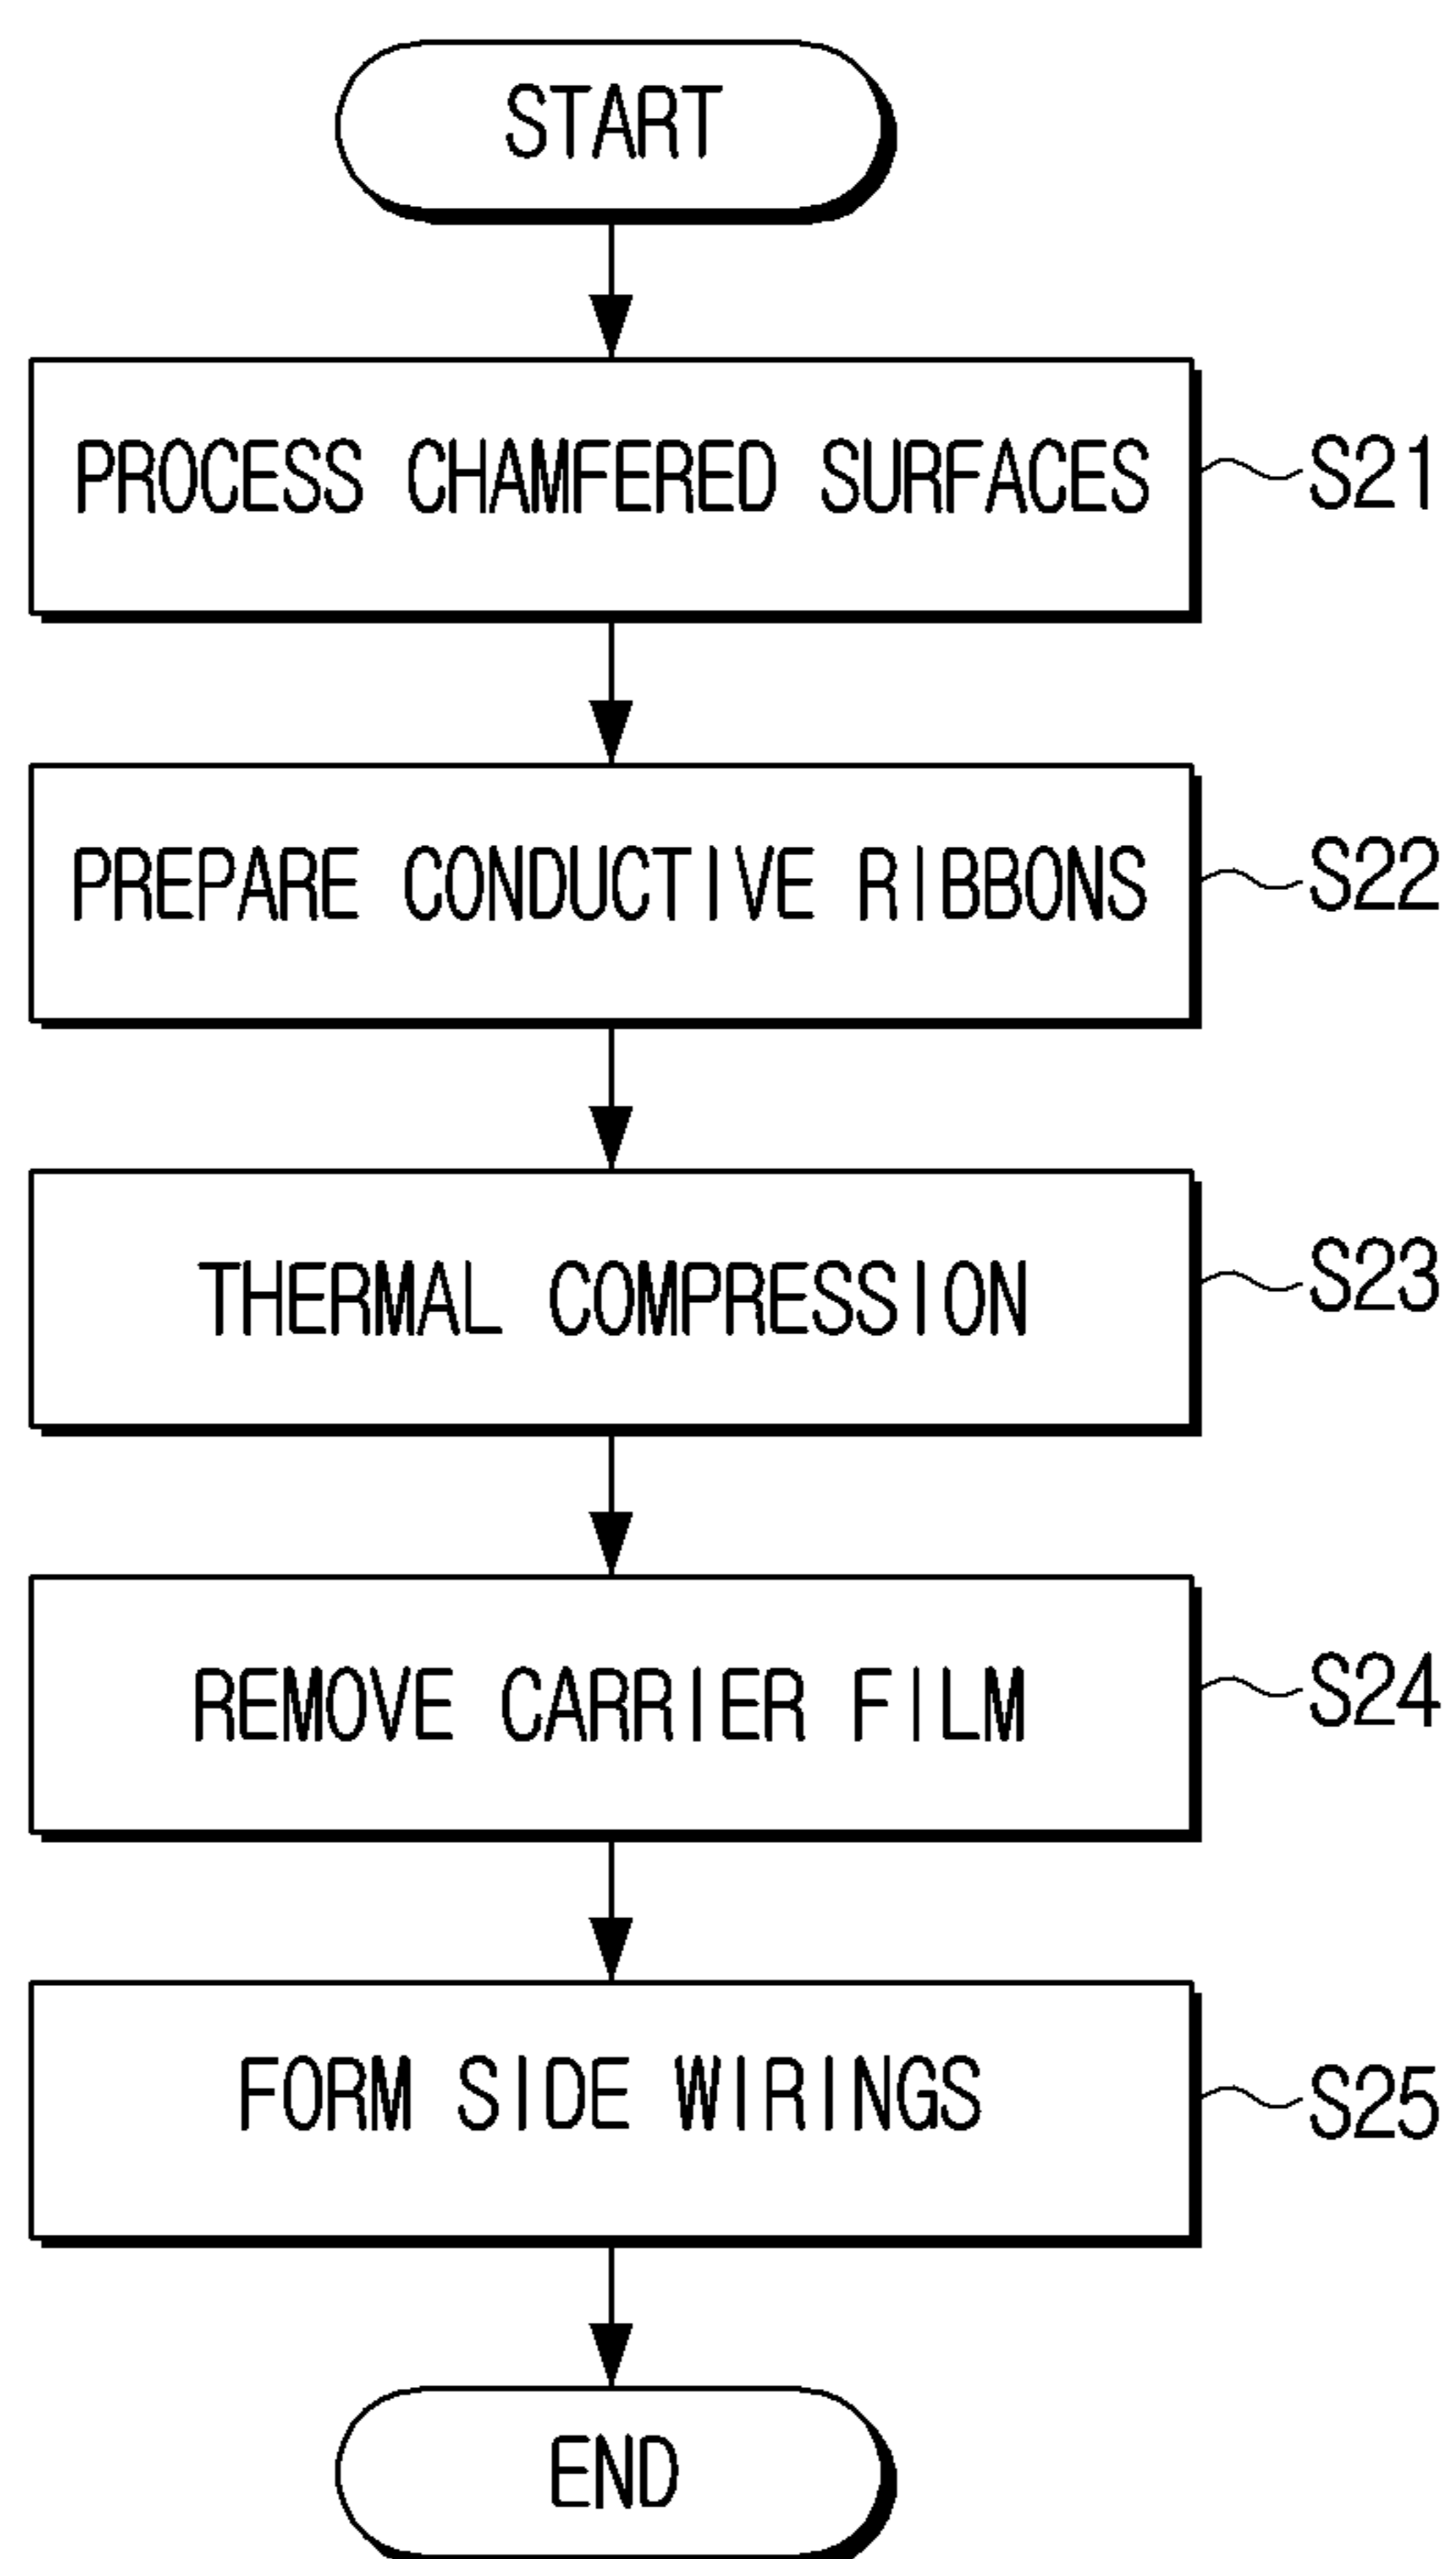 START
PROCESS CHAMFERED SURFACES S21
PREPARE CONDUCTIVE RIBBONS S22
THERMAL COMPRESSION S23
REMOVE CARRIER FILM S24
FORM SIDE WIRINGS S25
END